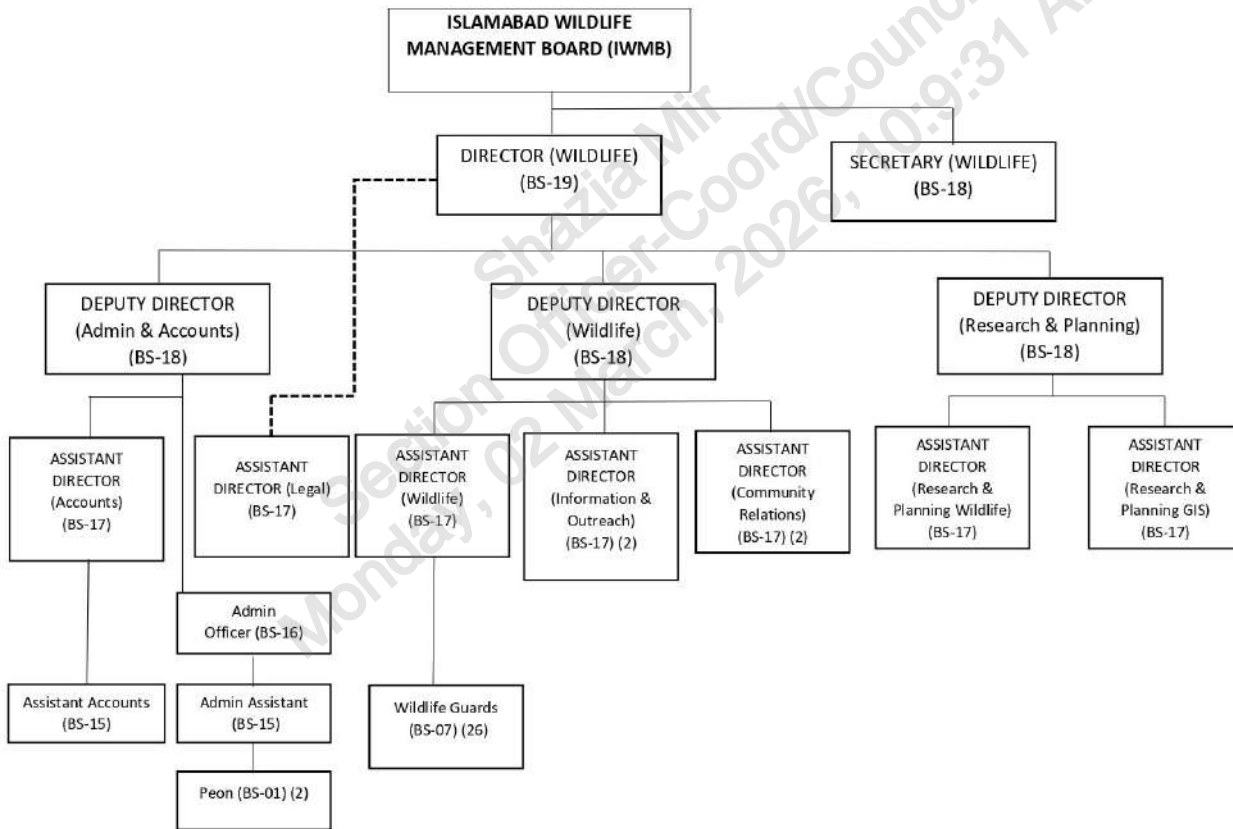 ISLAMABAD WILDLIFE
MANAGEMENT BOARD (IWMB)
DIRECTOR (WILDLIFE)
(BS-19)
SECRETARY (WILDLIFE)
(BS-18)
DEPUTY DIRECTOR
(Admin & Accounts)
(BS-18)
DEPUTY DIRECTOR
(Wildlife)
(BS-18)
DEPUTY DIRECTOR
(Research & Planning)
(BS-18)
ASSISTANT
DIRECTOR
(Accounts)
(BS-17)
ASSISTANT
DIRECTOR (Legal)
(BS-17)
ASSISTANT
DIRECTOR
(Wildlife)
(BS-17)
ASSISTANT
DIRECTOR
(Information &
Outreach)
(BS-17) (2)
ASSISTANT
DIRECTOR
(Community
Relations)
(BS-17) (2)
ASSISTANT
DIRECTOR
(Research &
Planning Wildlife)
(BS-17)
ASSISTANT
DIRECTOR
(Research &
Planning GIS)
(BS-17)
Admin
Officer (BS-16)
Assistant Accounts
(BS-15)
Admin Assistant
(BS-15)
Wildlife Guards
(BS-07) (26)
Peon (BS-01) (2)
Shazia Mir
Section Officer-Coord/Council
Monday, 02 March, 2026, 10:9:31 A